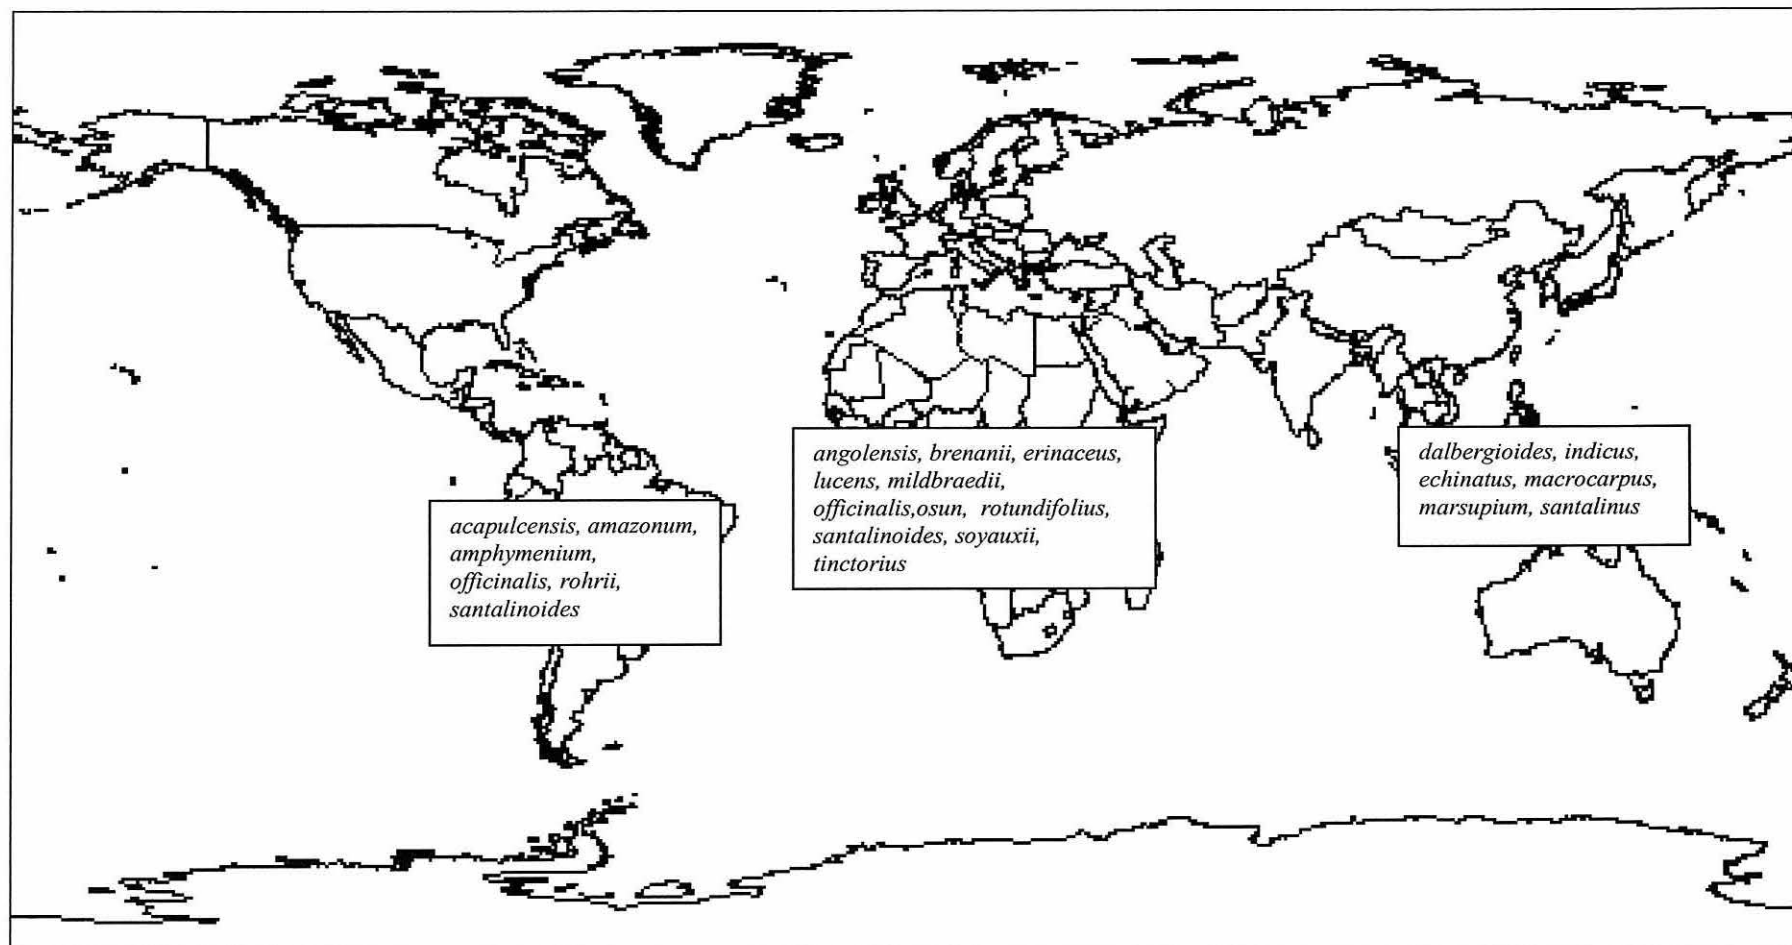 acapulcensis, amazonum,
amphymenium,
officinalis, rohrii,
santalinoides
angolensis, brenanii, erinaceus,
lucens, mildbraedii,
officinalis,osun, rotundifolius,
santalinoides, soyauxii,
tinctorius
dalbergioides, indicus,
echinatus, macrocarpus,
marsupium, santalinus